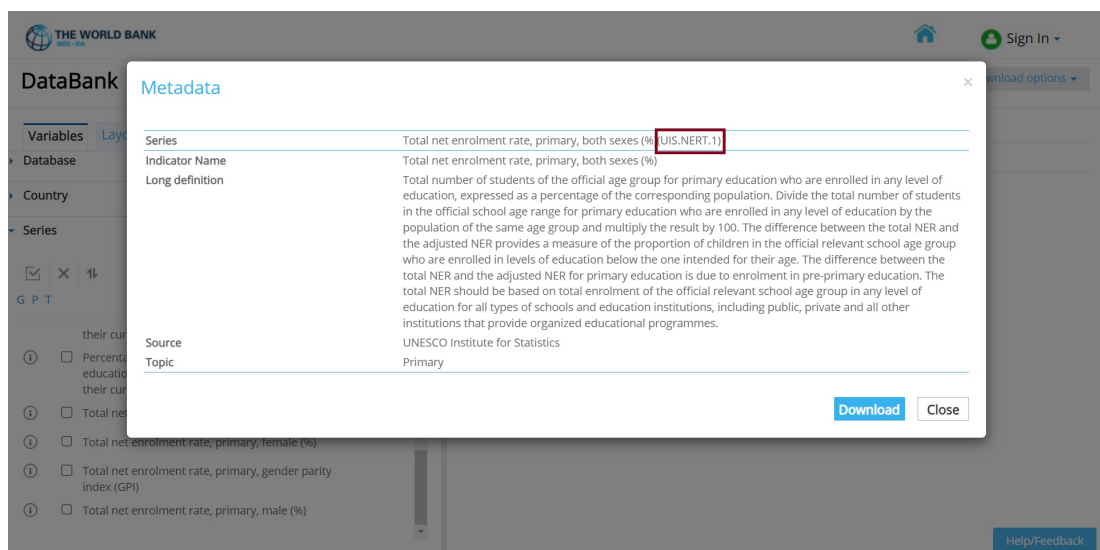 THE WORLD BANK
IBRD • IDA
Sign In
DataBank
wnload options
Variables Layo
Database
Country
Series
G P T
their cur
Percenta
educatio
their cur
Total net
Total net enrolment rate, primary, female (%)
Total net enrolment rate, primary, gender parity
index (GPI)
Total net enrolment rate, primary, male (%)
Metadata
×
Series Total net enrolment rate, primary, both sexes (%) (UIS.NERT.1)
Indicator Name Total net enrolment rate, primary, both sexes (%)
Long definition Total number of students of the official age group for primary education who are enrolled in any level of
education, expressed as a percentage of the corresponding population. Divide the total number of students
in the official school age range for primary education who are enrolled in any level of education by the
population of the same age group and multiply the result by 100. The difference between the total NER and
the adjusted NER provides a measure of the proportion of children in the official relevant school age group
who are enrolled in levels of education below the one intended for their age. The difference between the
total NER and the adjusted NER for primary education is due to enrolment in pre-primary education. The
total NER should be based on total enrolment of the official relevant school age group in any level of
education for all types of schools and education institutions, including public, private and all other
institutions that provide organized educational programmes.
Source UNESCO Institute for Statistics
Topic Primary
Download Close
Help/Feedback